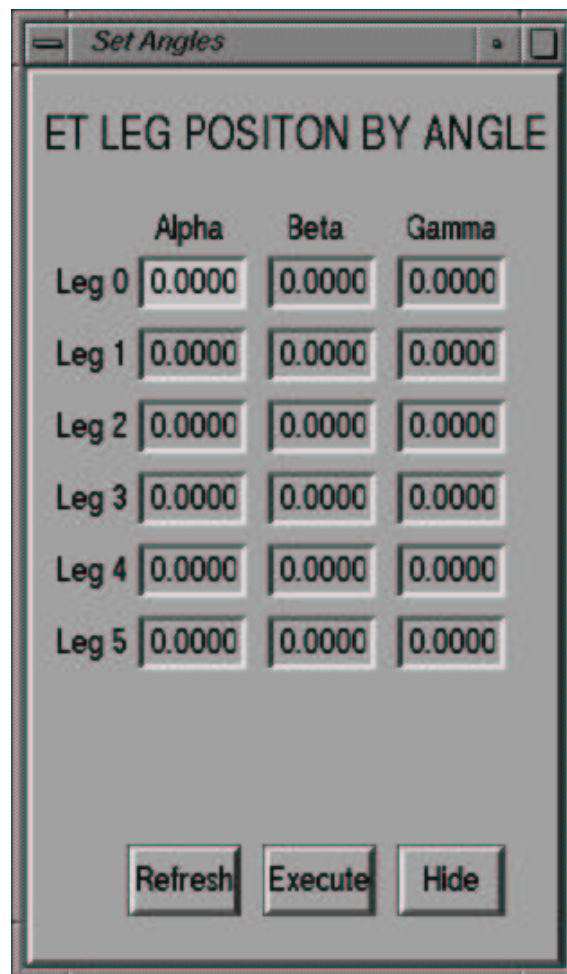 Set Angles
ET LEG POSITON BY ANGLE
Alpha Beta Gamma
Leg 0 0.0000 0.0000 0.0000
Leg 1 0.0000 0.0000 0.0000
Leg 2 0.0000 0.0000 0.0000
Leg 3 0.0000 0.0000 0.0000
Leg 4 0.0000 0.0000 0.0000
Leg 5 0.0000 0.0000 0.0000
Refresh Execute Hide